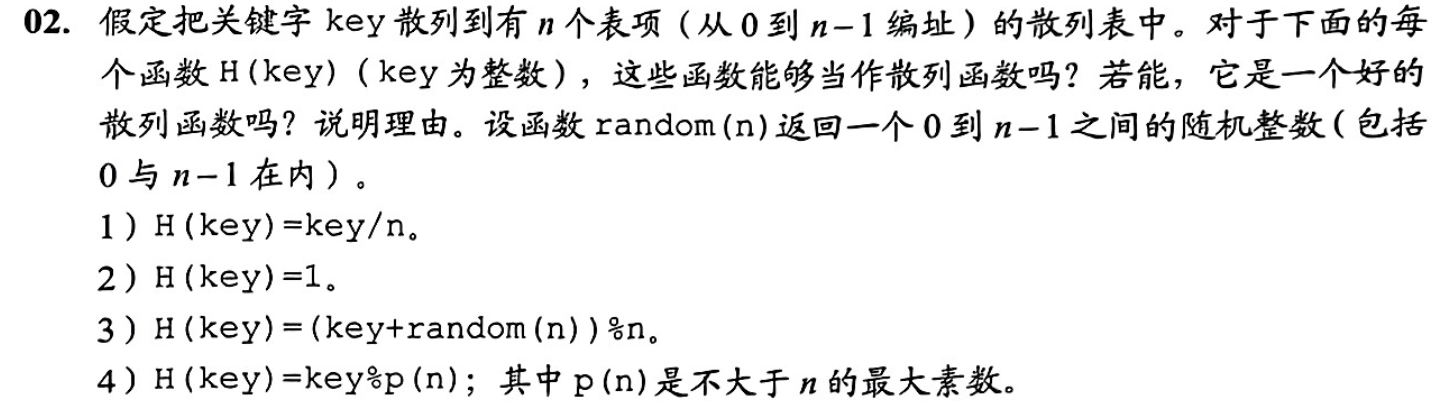 02. 假定把关键字 key 散列到有 n 个表项（从 0 到 n−1 编址）的散列表中。对于下面的每
个函数 H(key)（key 为整数），这些函数能够当作散列函数吗？若能，它是一个好的
散列函数吗？说明理由。设函数 random(n) 返回一个 0 到 n−1 之间的随机整数（包括
0 与 n−1 在内）。
1）H(key)=key/n。
2）H(key)=1。
3）H(key)=(key+random(n))%n。
4）H(key)=key%p(n)；其中 p(n) 是不大于 n 的最大素数。